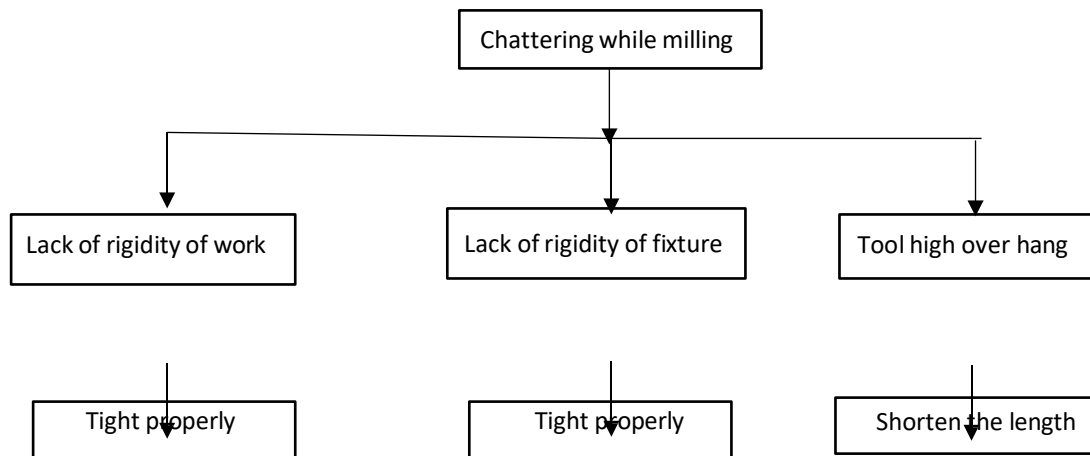 Chattering while milling
Lack of rigidity of work
Lack of rigidity of fixture
Tool high over hang
Tight properly
Tight properly
Shorten the length